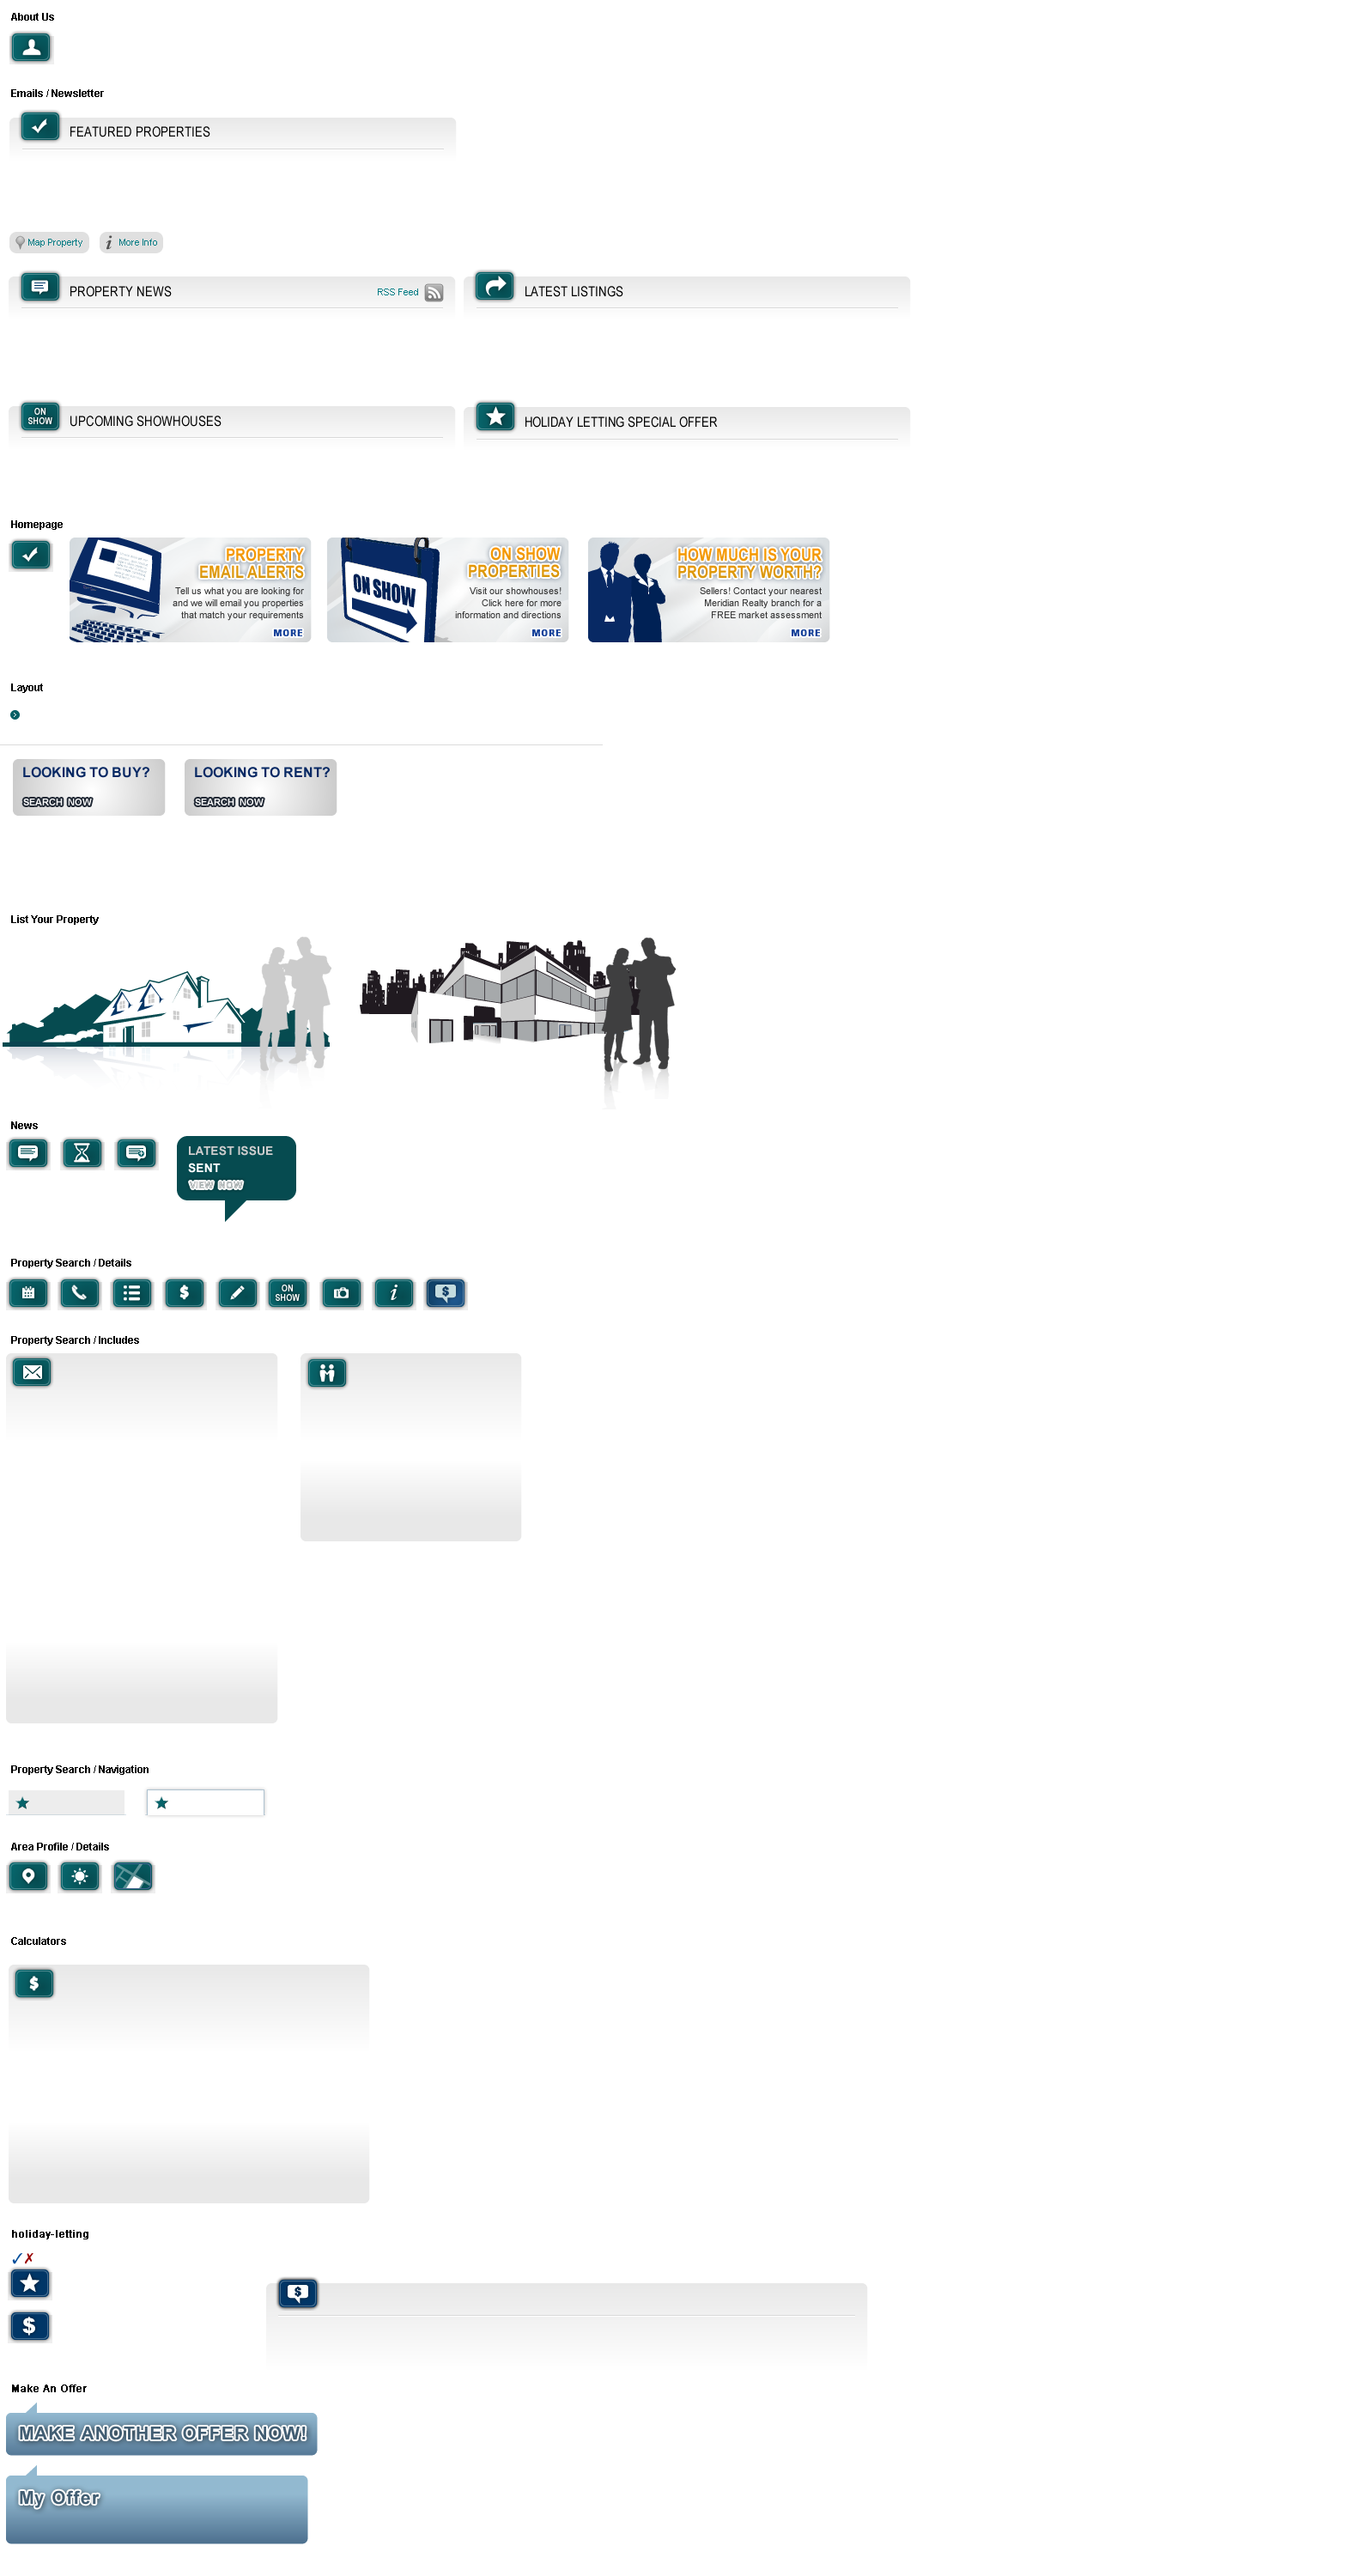 About Us
Emails / Newsletter
FEATURED PROPERTIES
Map Property
More Info
PROPERTY NEWS
RSS Feed
LATEST LISTINGS
ON
SHOW
UPCOMING SHOWHOUSES
HOLIDAY LETTING SPECIAL OFFER
Homepage
PROPERTY
EMAIL ALERTS
Tell us what you are looking for
and we will email you properties
that match your requirements
MORE
ON SHOW
ON SHOW
PROPERTIES
Visit our showhouses!
Click here for more
information and directions
MORE
HOW MUCH IS YOUR
PROPERTY WORTH?
Sellers! Contact your nearest
Meridian Realty branch for a
FREE market assessment
MORE
Layout
LOOKING TO BUY?
SEARCH NOW
LOOKING TO RENT?
SEARCH NOW
List Your Property
News
LATEST ISSUE
SENT
VIEW NOW
Property Search / Details
$
ON
SHOW
i
$
Property Search / Includes
Property Search / Navigation
Area Profile / Details
Calculators
$
holiday-letting
✓✗
$
$
Make An Offer
MAKE ANOTHER OFFER NOW!
My Offer